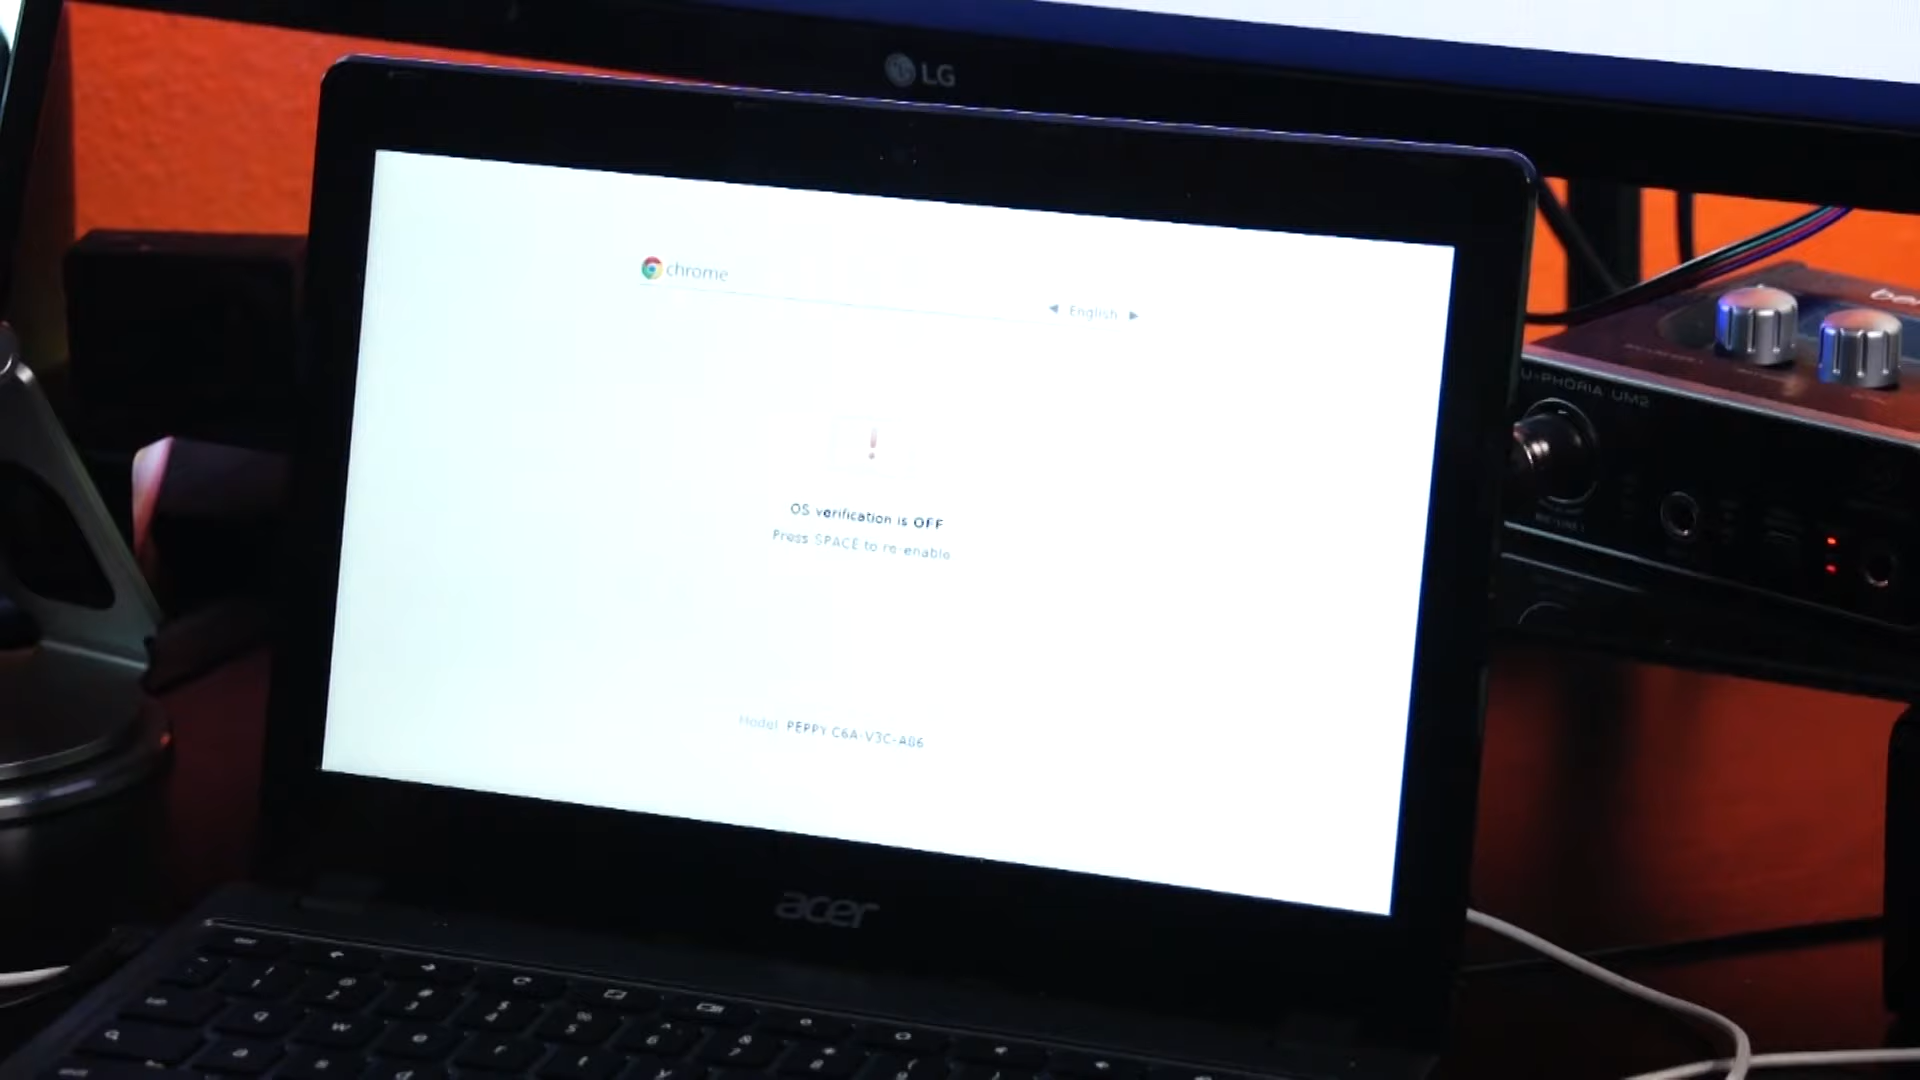 LG
chrome
English
OS verification is OFF
Press SPACE to re-enable
Model: PEPPY C6A-V3C-A86
acer
U-PHORIA UM2